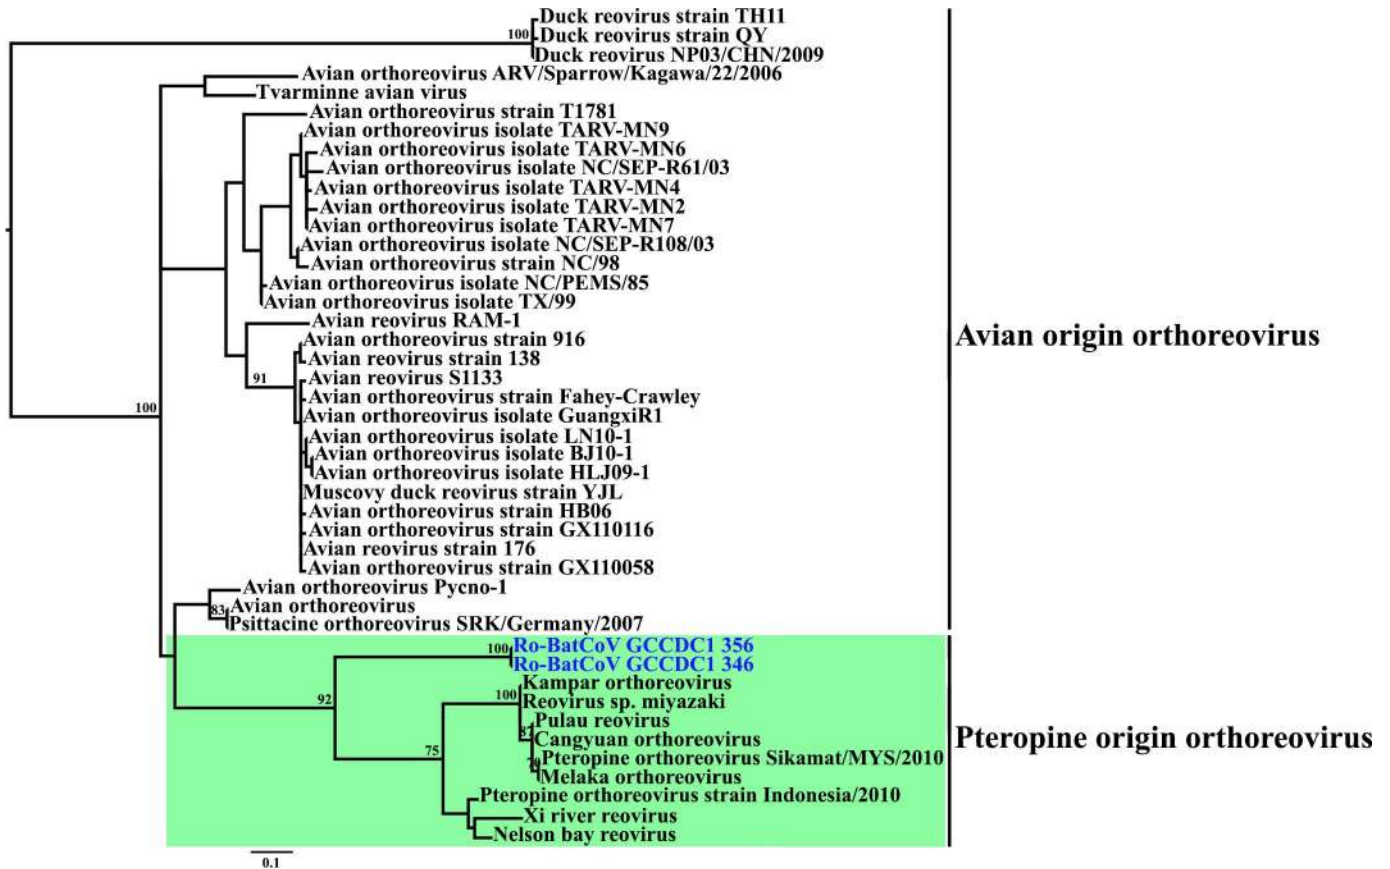 Duck reovirus strain TH11
100
Duck reovirus strain QY
Duck reovirus NP03/CHN/2009
Avian orthoreovirus ARV/Sparrow/Kagawa/22/2006
Tvarminne avian virus
Avian orthoreovirus strain T1781
Avian orthoreovirus isolate TARV-MN9
Avian orthoreovirus isolate TARV-MN6
Avian orthoreovirus isolate NC/SEP-R61/03
Avian orthoreovirus isolate TARV-MN4
Avian orthoreovirus isolate TARV-MN2
Avian orthoreovirus isolate TARV-MN7
Avian orthoreovirus isolate NC/SEP-R108/03
Avian orthoreovirus strain NC/98
Avian orthoreovirus isolate NC/PEMS/85
Avian orthoreovirus isolate TX/99
Avian reovirus RAM-1
Avian orthoreovirus strain 916
Avian reovirus strain 138
91
Avian reovirus S1133
Avian orthoreovirus strain Fahey-Crawley
100
Avian orthoreovirus isolate GuangxiR1
Avian orthoreovirus isolate LN10-1
Avian orthoreovirus isolate BJ10-1
Avian orthoreovirus isolate HLJ09-1
Muscovy duck reovirus strain YJL
Avian orthoreovirus strain HB06
Avian orthoreovirus strain GX110116
Avian reovirus strain 176
Avian orthoreovirus strain GX110058
Avian orthoreovirus Pycno-1
83
Avian orthoreovirus
Psittacine orthoreovirus SRK/Germany/2007
Avian origin orthoreovirus
Ro-BatCoV GCCDC1 356
100
Ro-BatCoV GCCDC1 346
Kampar orthoreovirus
100
92
Reovirus sp. miyazaki
Pulau reovirus
87
Cangyuan orthoreovirus
75
Pteropine orthoreovirus Sikamat/MYS/2010
Melaka orthoreovirus
Pteropine orthoreovirus strain Indonesia/2010
Xi river reovirus
Nelson bay reovirus
Pteropine origin orthoreovirus
0.1